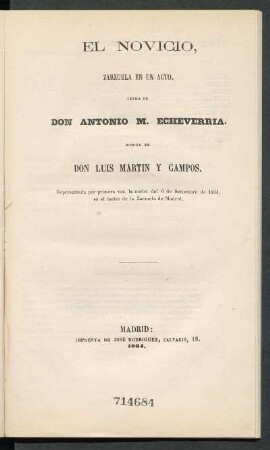 EL NOVICIO,
ZARZUELA EN UN ACTO,
LETRA DE
DON ANTONIO M. ECHEVERRIA.
MUSICA DE
DON LUIS MARTIN Y CAMPOS.
Representada por primera vez, la noche del 6 de Setiembre de 1864,
en el teatro de la Zarzuela de Madrid.
MADRID:
IMPRENTA DE JOSÉ RODRIGUEZ, CALVARIO, 18.
1864.
714684